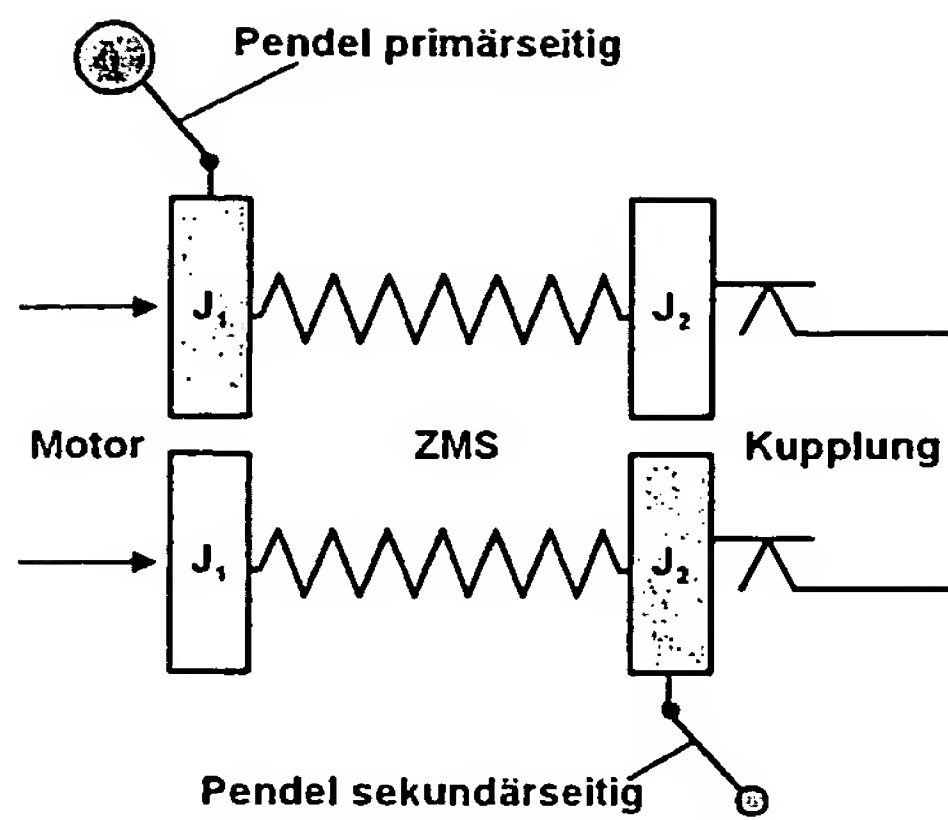 Pendel primärseitig
J₁
J₂
Motor
ZMS
Kupplung
J₁
J₂
Pendel sekundärseitig